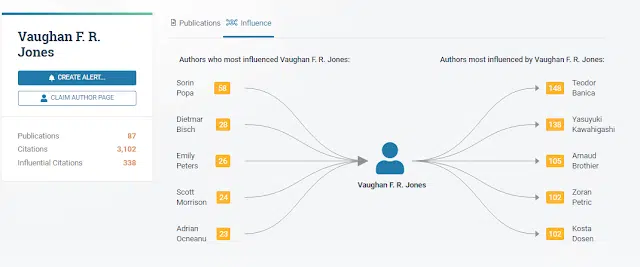 Vaughan F. R.
Jones
CREATE ALERT...
CLAIM AUTHOR PAGE
Publications 87
Citations 3,102
Influential Citations 338
Publications Influence
Authors who most influenced Vaughan F. R. Jones:
Sorin
Popa
58
Dietmar
Bisch
28
Emily
Peters
26
Scott
Morrison
24
Adrian
Ocneanu
23
Vaughan F. R. Jones
Authors most influenced by Vaughan F. R. Jones:
146
Teodor
Banica
138
Yasuyuki
Kawahigashi
105
Arnaud
Brothier
102
Zoran
Petric
102
Kosta
Dosen